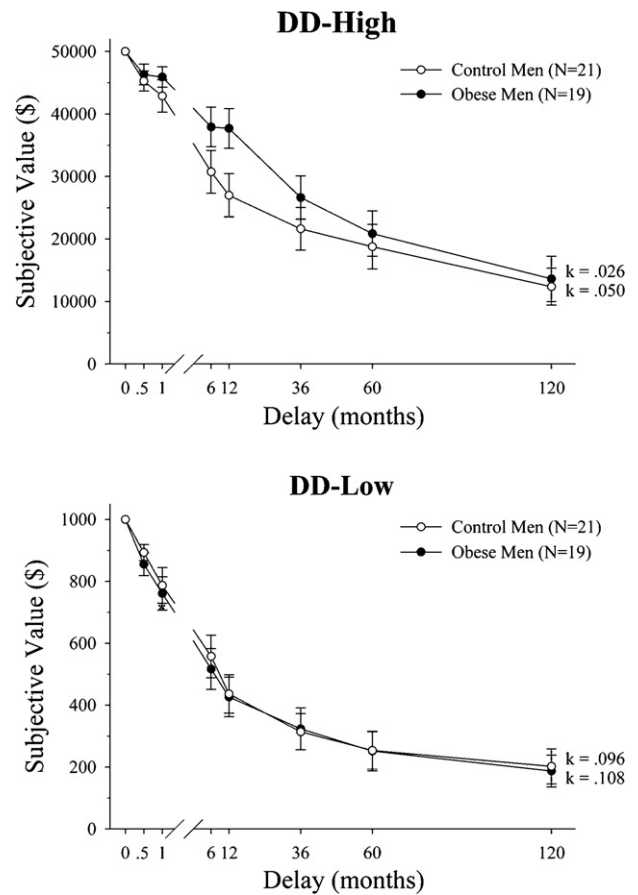 DD-High
50000
40000
30000
20000
10000
0
Subjective Value ($)
Control Men (N=21)
Obese Men (N=19)
k = .026
k = .050
0 .5 1 6 12 36 60 120
Delay (months)
DD-Low
1000
800
600
400
200
0
Subjective Value ($)
Control Men (N=21)
Obese Men (N=19)
k = .096
k = .108
0 .5 1 6 12 36 60 120
Delay (months)